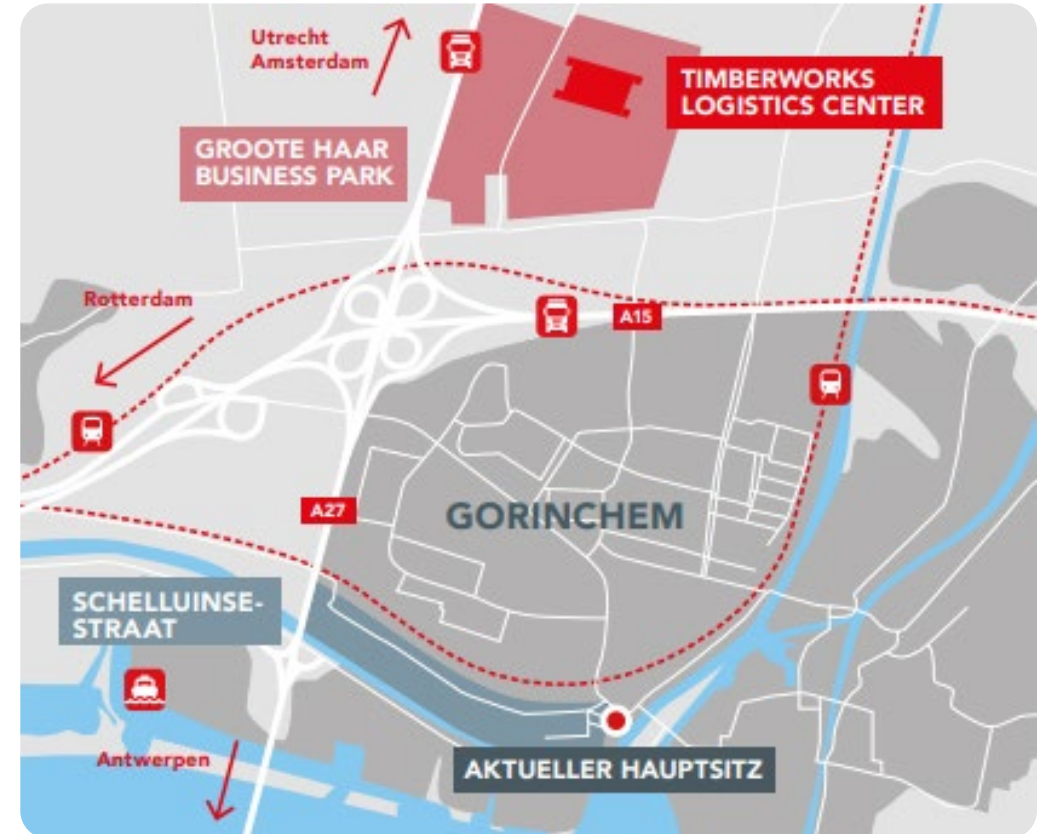 Utrecht
Amsterdam
TIMBERWORKS
LOGISTICS CENTER
GROOTE HAAR
BUSINESS PARK
Rotterdam
A15
A27
GORINCHEM
SCHELLUINSE-
STRAAT
Antwerpen
AKTUELLER HAUPTSITZ